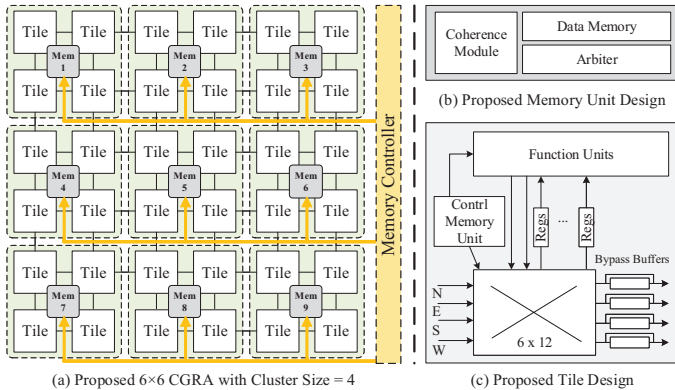 Tile Tile Tile Tile Tile Tile
Mem 1
Mem 2
Mem 3
Tile Tile Tile Tile Tile Tile
Tile Tile Tile Tile Tile Tile
Mem 4
Mem 5
Mem 6
Tile Tile Tile Tile Tile Tile
Tile Tile Tile Tile Tile Tile
Mem 7
Mem 8
Mem 9
Tile Tile Tile Tile Tile Tile
Memory Controller
(a) Proposed 6×6 CGRA with Cluster Size = 4
Coherence
Module
Data Memory
Arbiter
(b) Proposed Memory Unit Design
Function Units
Contrl
Memory
Unit
Regs
...
Regs
Bypass Buffers
N
E
S
W
6 x 12
(c) Proposed Tile Design